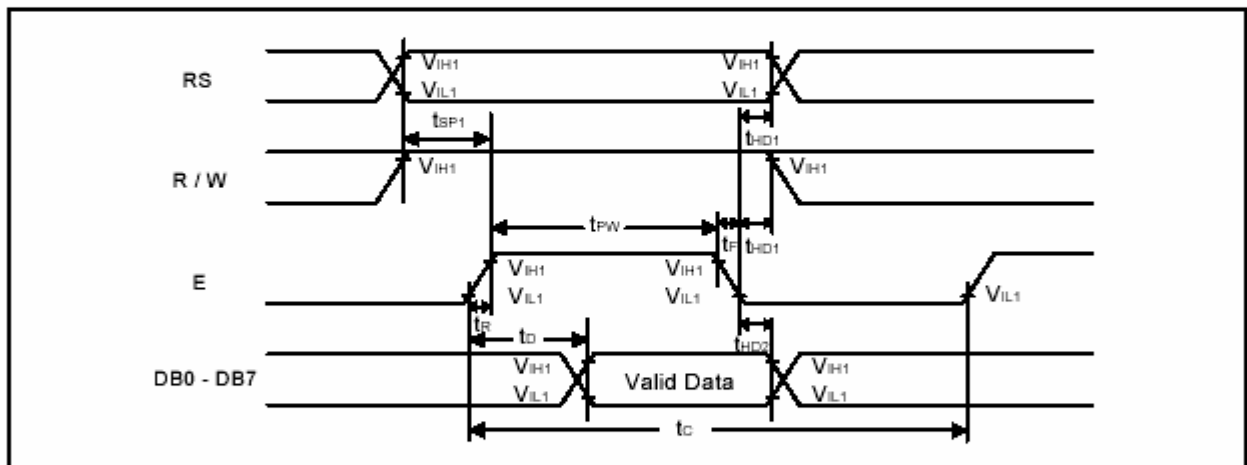 RS
VIH1
VIL1
VIH1
VIL1
tSP1
tHD1
R / W
VIH1
VIH1
tPW
tF
tHD1
E
VIH1
VIL1
VIH1
VIL1
VIL1
tR
tD
tHD2
DB0 - DB7
VIH1
VIL1
Valid Data
VIH1
VIL1
tC